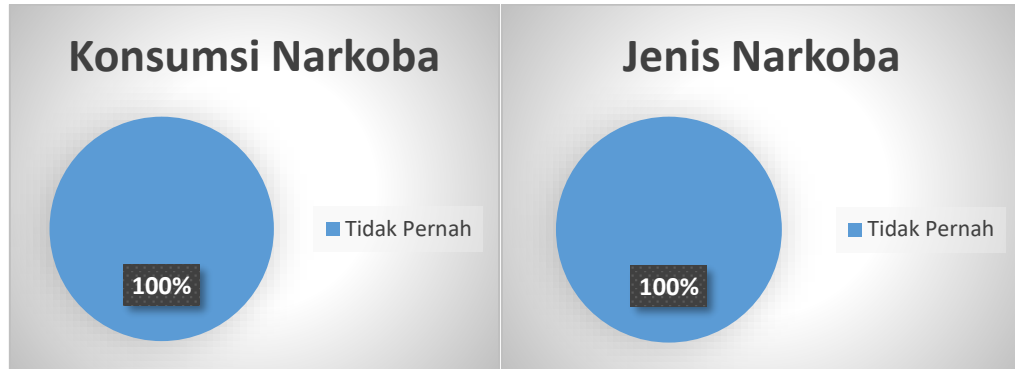 Konsumsi Narkoba
Tidak Pernah
100%
Jenis Narkoba
Tidak Pernah
100%